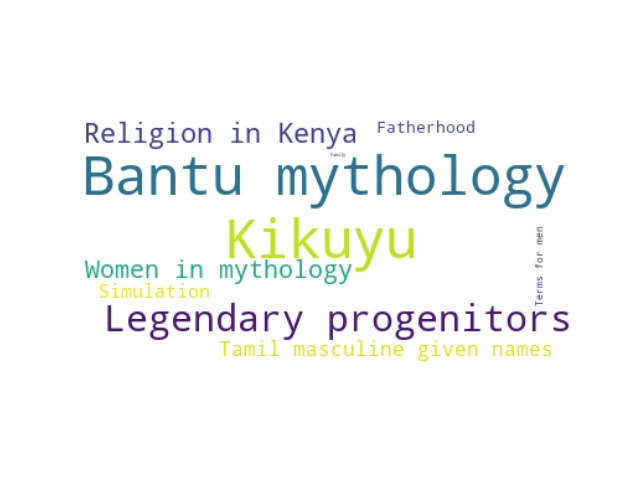 Religion in Kenya
Fatherhood
Family
Bantu mythology
Kikuyu
Terms for men
Women in mythology
Simulation
Legendary progenitors
Tamil masculine given names